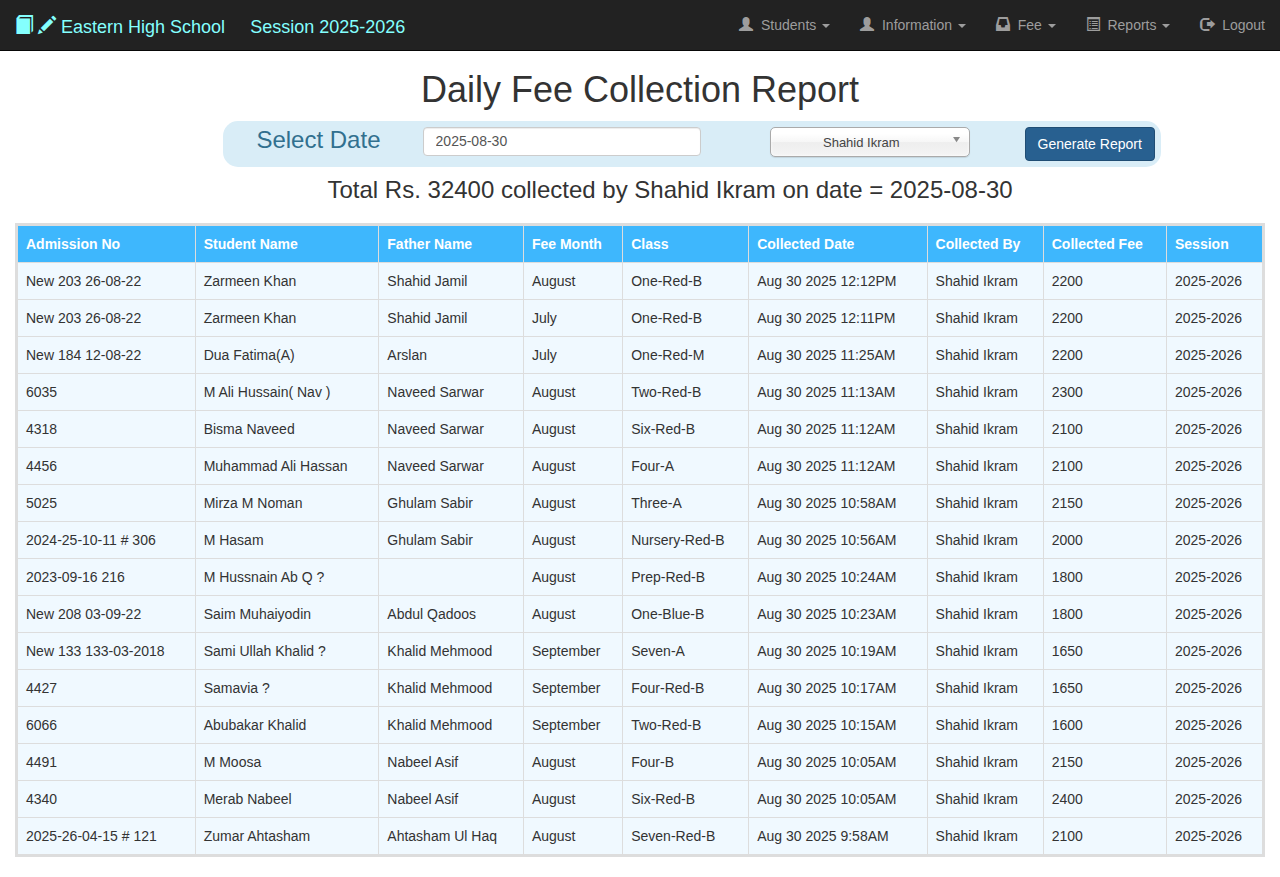 Eastern High School Session 2025-2026 Students Information Fee Reports Logout
Daily Fee Collection Report
Select Date 2025-08-30 Shahid Ikram Generate Report
Total Rs. 32400 collected by Shahid Ikram on date = 2025-08-30
Admission No Student Name Father Name Fee Month Class Collected Date Collected By Collected Fee Session
New 203 26-08-22 Zarmeen Khan Shahid Jamil August One-Red-B Aug 30 2025 12:12PM Shahid Ikram 2200 2025-2026
New 203 26-08-22 Zarmeen Khan Shahid Jamil July One-Red-B Aug 30 2025 12:11PM Shahid Ikram 2200 2025-2026
New 184 12-08-22 Dua Fatima(A) Arslan July One-Red-M Aug 30 2025 11:25AM Shahid Ikram 2200 2025-2026
6035 M Ali Hussain( Nav ) Naveed Sarwar August Two-Red-B Aug 30 2025 11:13AM Shahid Ikram 2300 2025-2026
4318 Bisma Naveed Naveed Sarwar August Six-Red-B Aug 30 2025 11:12AM Shahid Ikram 2100 2025-2026
4456 Muhammad Ali Hassan Naveed Sarwar August Four-A Aug 30 2025 11:12AM Shahid Ikram 2100 2025-2026
5025 Mirza M Noman Ghulam Sabir August Three-A Aug 30 2025 10:58AM Shahid Ikram 2150 2025-2026
2024-25-10-11 # 306 M Hasam Ghulam Sabir August Nursery-Red-B Aug 30 2025 10:56AM Shahid Ikram 2000 2025-2026
2023-09-16 216 M Hussnain Ab Q ? August Prep-Red-B Aug 30 2025 10:24AM Shahid Ikram 1800 2025-2026
New 208 03-09-22 Saim Muhaiyodin Abdul Qadoos August One-Blue-B Aug 30 2025 10:23AM Shahid Ikram 1800 2025-2026
New 133 133-03-2018 Sami Ullah Khalid ? Khalid Mehmood September Seven-A Aug 30 2025 10:19AM Shahid Ikram 1650 2025-2026
4427 Samavia ? Khalid Mehmood September Four-Red-B Aug 30 2025 10:17AM Shahid Ikram 1650 2025-2026
6066 Abubakar Khalid Khalid Mehmood September Two-Red-B Aug 30 2025 10:15AM Shahid Ikram 1600 2025-2026
4491 M Moosa Nabeel Asif August Four-B Aug 30 2025 10:05AM Shahid Ikram 2150 2025-2026
4340 Merab Nabeel Nabeel Asif August Six-Red-B Aug 30 2025 10:05AM Shahid Ikram 2400 2025-2026
2025-26-04-15 # 121 Zumar Ahtasham Ahtasham Ul Haq August Seven-Red-B Aug 30 2025 9:58AM Shahid Ikram 2100 2025-2026